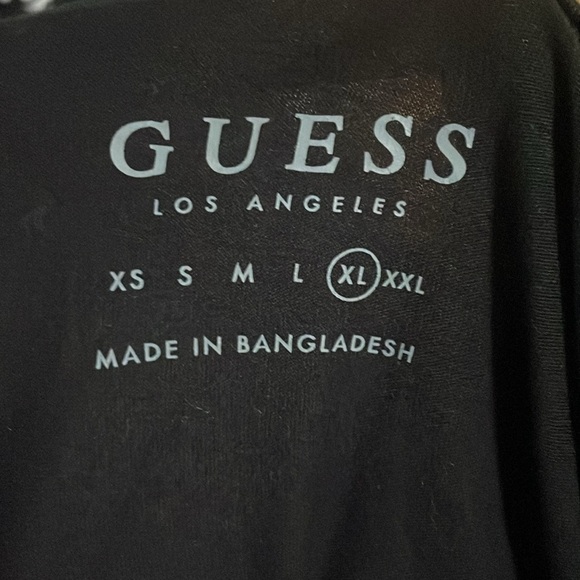 GUESS
LOS ANGELES
XS S M L XL XXL
MADE IN BANGLADESH